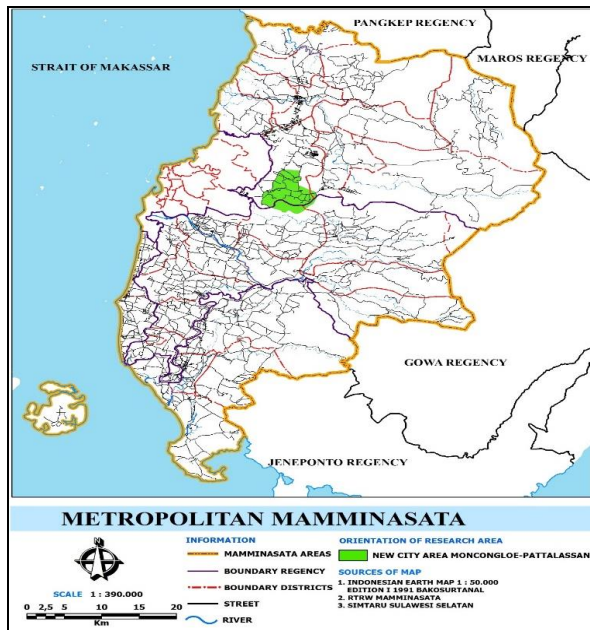 PANGKEP REGENCY
STRAIT OF MAKASSAR
MAROS REGENCY
GOWA REGENCY
JENEPONTO REGENCY
METROPOLITAN MAMMINASATA
INFORMATION
MAMMINASATA AREAS
BOUNDARY REGENCY
BOUNDARY DISTRICTS
STREET
RIVER
ORIENTATION OF RESEARCH AREA
NEW CITY AREA MONCONGLOE-PATTALASSAN
SOURCES OF MAP
1. INDONESIAN EARTH MAP 1 : 50.000
EDITION I 1991 BAKOSURTANAL
2. RTRW MAMMINASATA
3. SIMTARU SULAWESI SELATAN
SCALE 1 : 390.000
0 2,5 5 10 15 20
Km